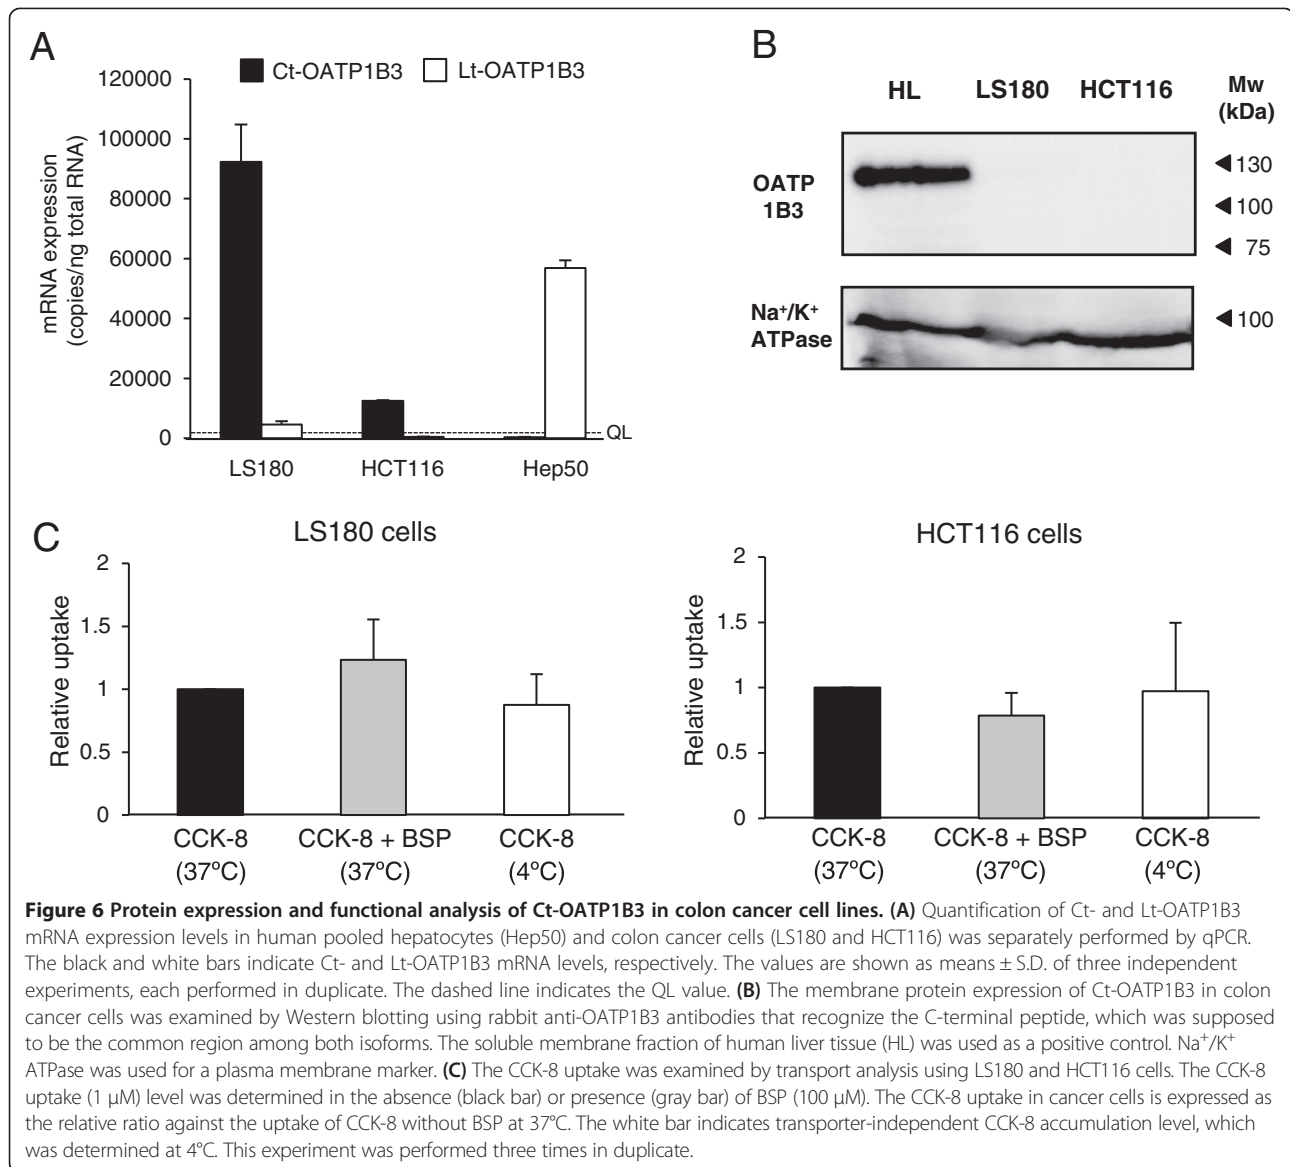 A
Ct-OATP1B3 Lt-OATP1B3
mRNA expression
(copies/ng total RNA)
120000
100000
80000
60000
40000
20000
0
QL
LS180 HCT116 Hep50
B
HL LS180 HCT116 Mw
(kDa)
OATP
1B3
130
100
75
Na⁺/K⁺
ATPase
100
C
LS180 cells
Relative uptake
2
1.5
1
0.5
0
CCK-8 CCK-8 + BSP CCK-8
(37ºC) (37ºC) (4ºC)
HCT116 cells
Relative uptake
2
1.5
1
0.5
0
CCK-8 CCK-8 + BSP CCK-8
(37ºC) (37ºC) (4ºC)
Figure 6 Protein expression and functional analysis of Ct-OATP1B3 in colon cancer cell lines. (A) Quantification of Ct- and Lt-OATP1B3
mRNA expression levels in human pooled hepatocytes (Hep50) and colon cancer cells (LS180 and HCT116) was separately performed by qPCR.
The black and white bars indicate Ct- and Lt-OATP1B3 mRNA levels, respectively. The values are shown as means ± S.D. of three independent
experiments, each performed in duplicate. The dashed line indicates the QL value. (B) The membrane protein expression of Ct-OATP1B3 in colon
cancer cells was examined by Western blotting using rabbit anti-OATP1B3 antibodies that recognize the C-terminal peptide, which was supposed
to be the common region among both isoforms. The soluble membrane fraction of human liver tissue (HL) was used as a positive control. Na⁺/K⁺
ATPase was used for a plasma membrane marker. (C) The CCK-8 uptake was examined by transport analysis using LS180 and HCT116 cells. The CCK-8
uptake (1 μM) level was determined in the absence (black bar) or presence (gray bar) of BSP (100 μM). The CCK-8 uptake in cancer cells is expressed as
the relative ratio against the uptake of CCK-8 without BSP at 37°C. The white bar indicates transporter-independent CCK-8 accumulation level, which
was determined at 4°C. This experiment was performed three times in duplicate.